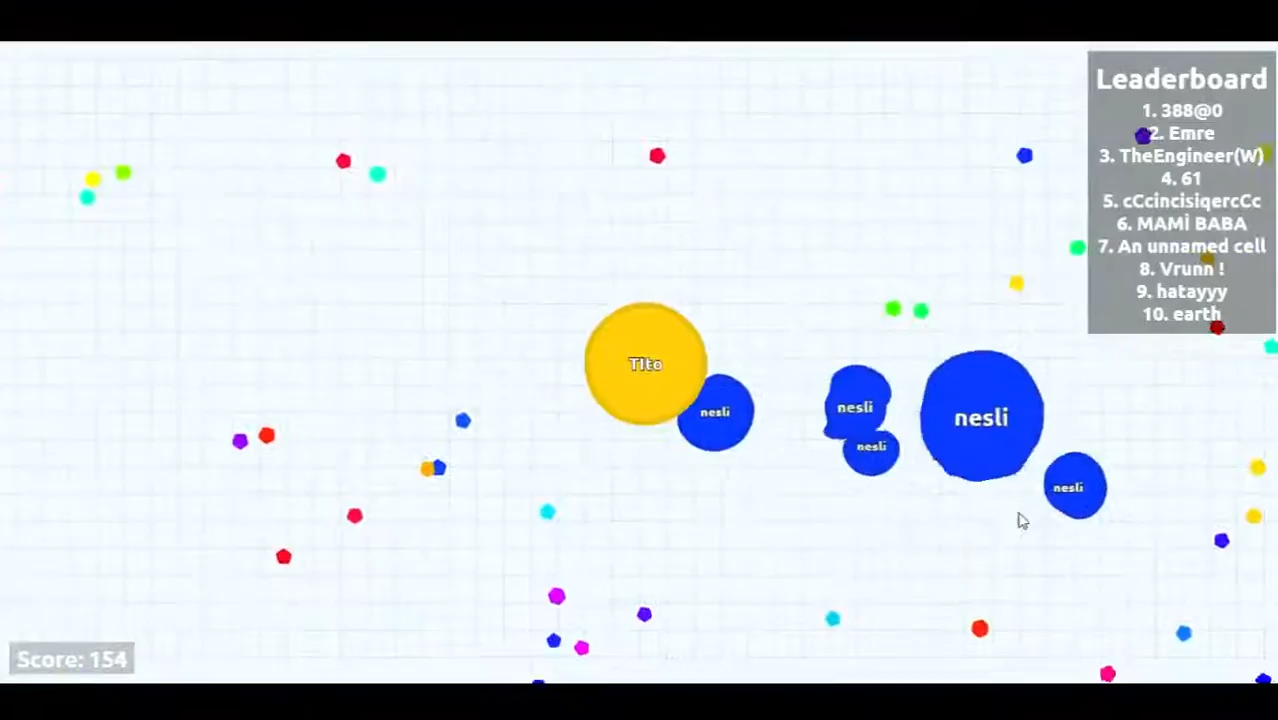 Leaderboard
1. 388@0
2. Emre
3. TheEngineer(W)
4. 61
5. cCcincisiqercCc
6. MAMİ BABA
7. An unnamed cell
8. Vrunn !
9. hatayyy
10. earth
TIto
nesli
nesli
nesli
nesli
nesli
Score: 154